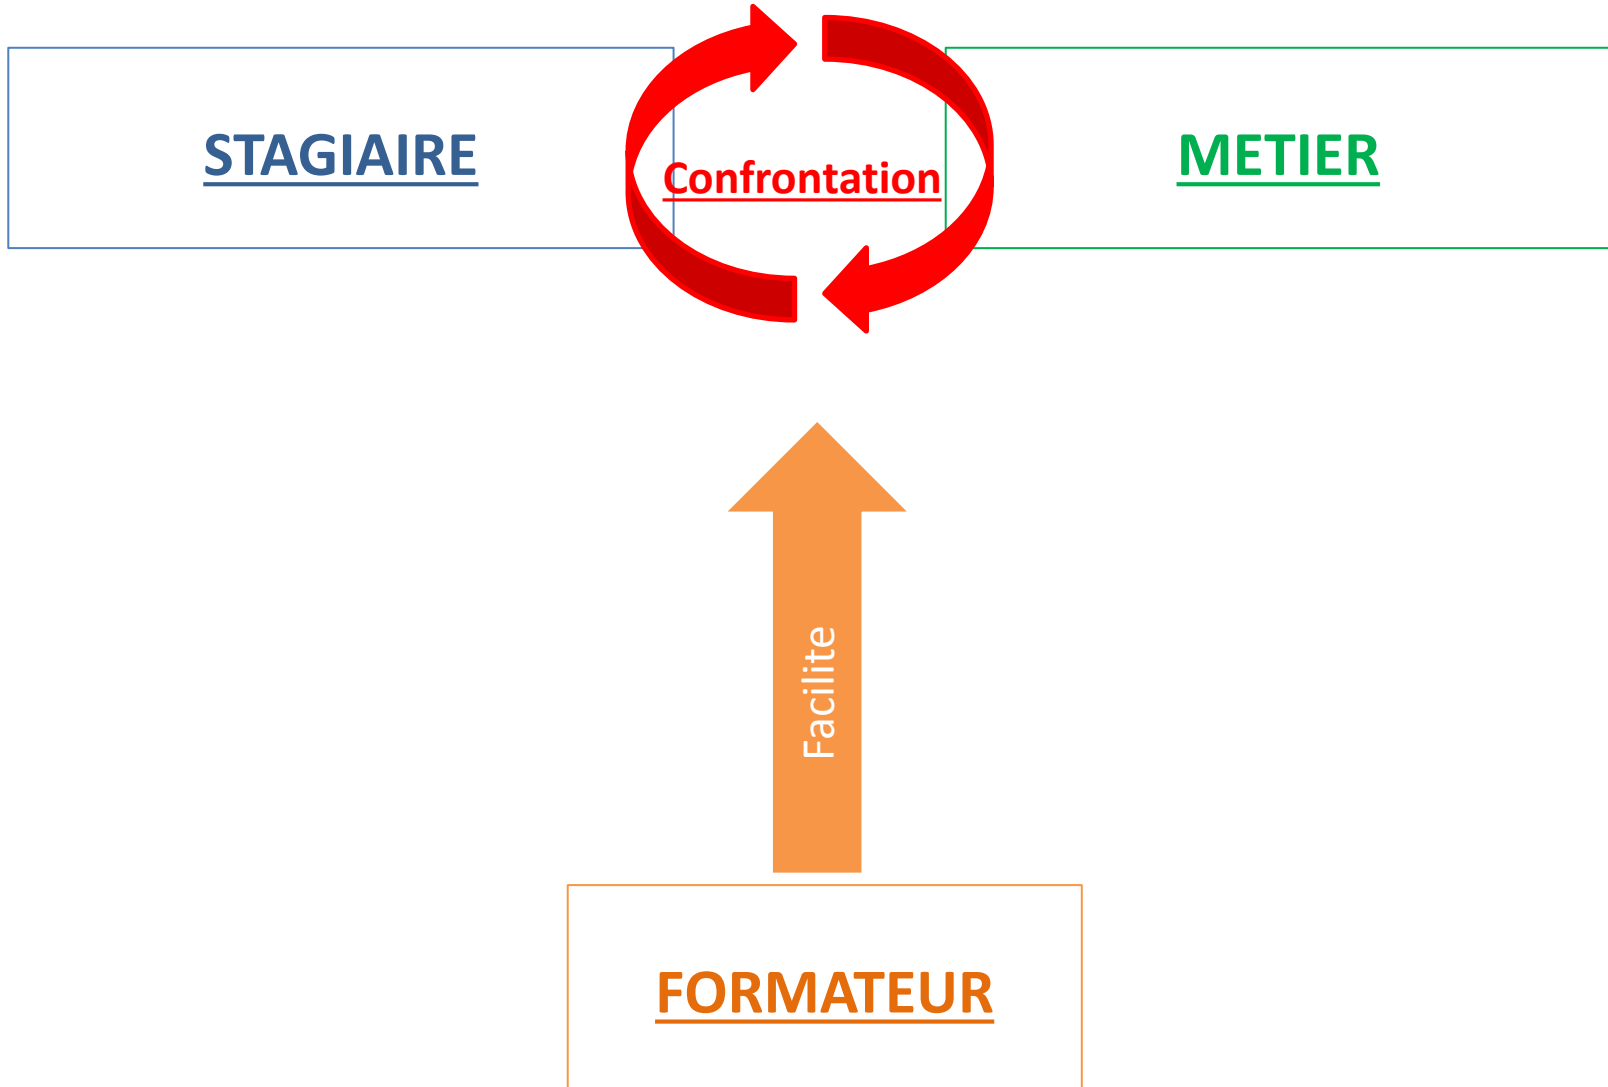 STAGIAIRE
Confrontation
METIER
Facilite
FORMATEUR